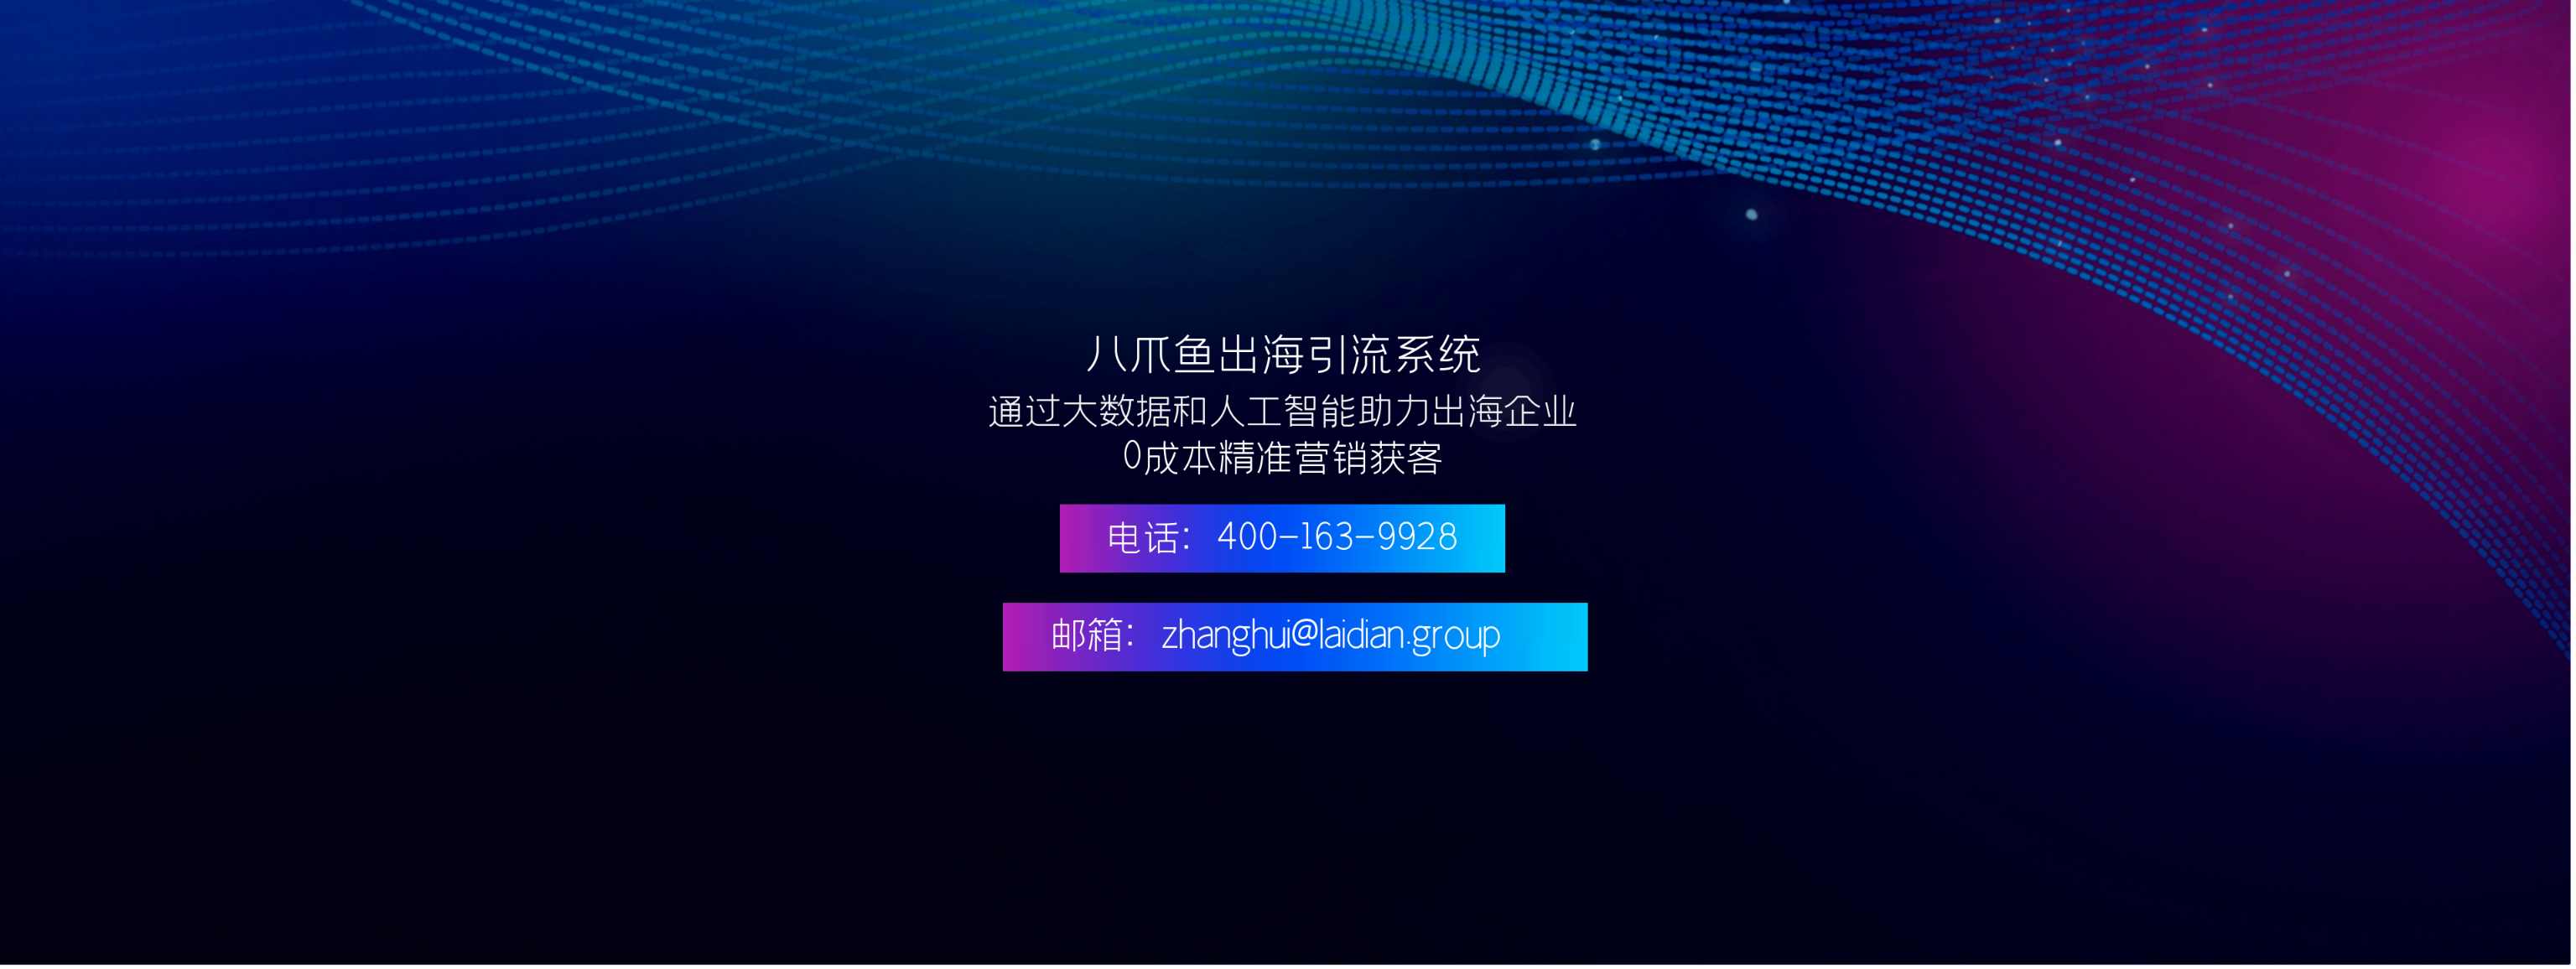 八爪鱼出海引流系统
通过大数据和人工智能助力出海企业
0成本精准营销获客
电话：400-163-9928
邮箱：zhanghui@laidian.group